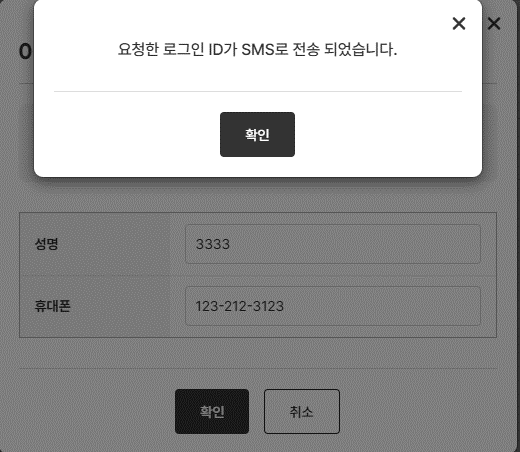 요청한 로그인 ID가 SMS로 전송 되었습니다.
확인
성명 3333
휴대폰 123-212-3123
확인 취소